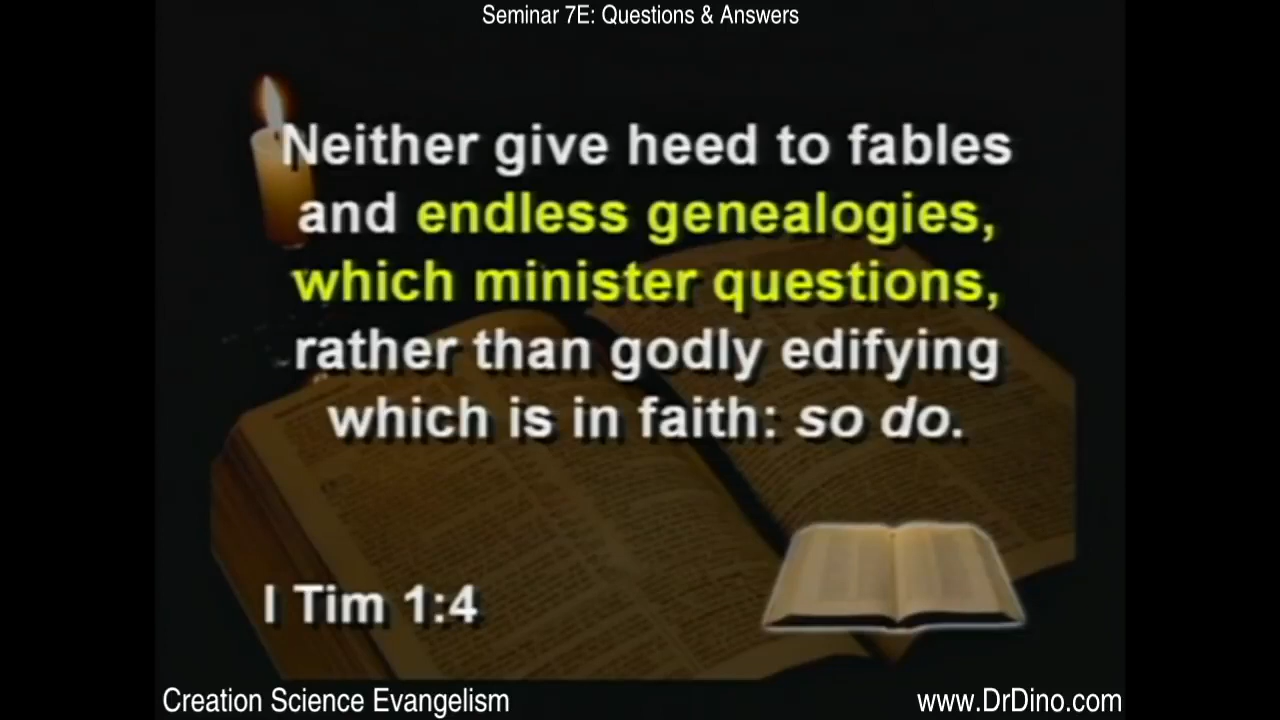 Seminar 7E: Questions & Answers
Neither give heed to fables
and endless genealogies,
which minister questions,
rather than godly edifying
which is in faith: so do.
I Tim 1:4
Creation Science Evangelism
www.DrDino.com